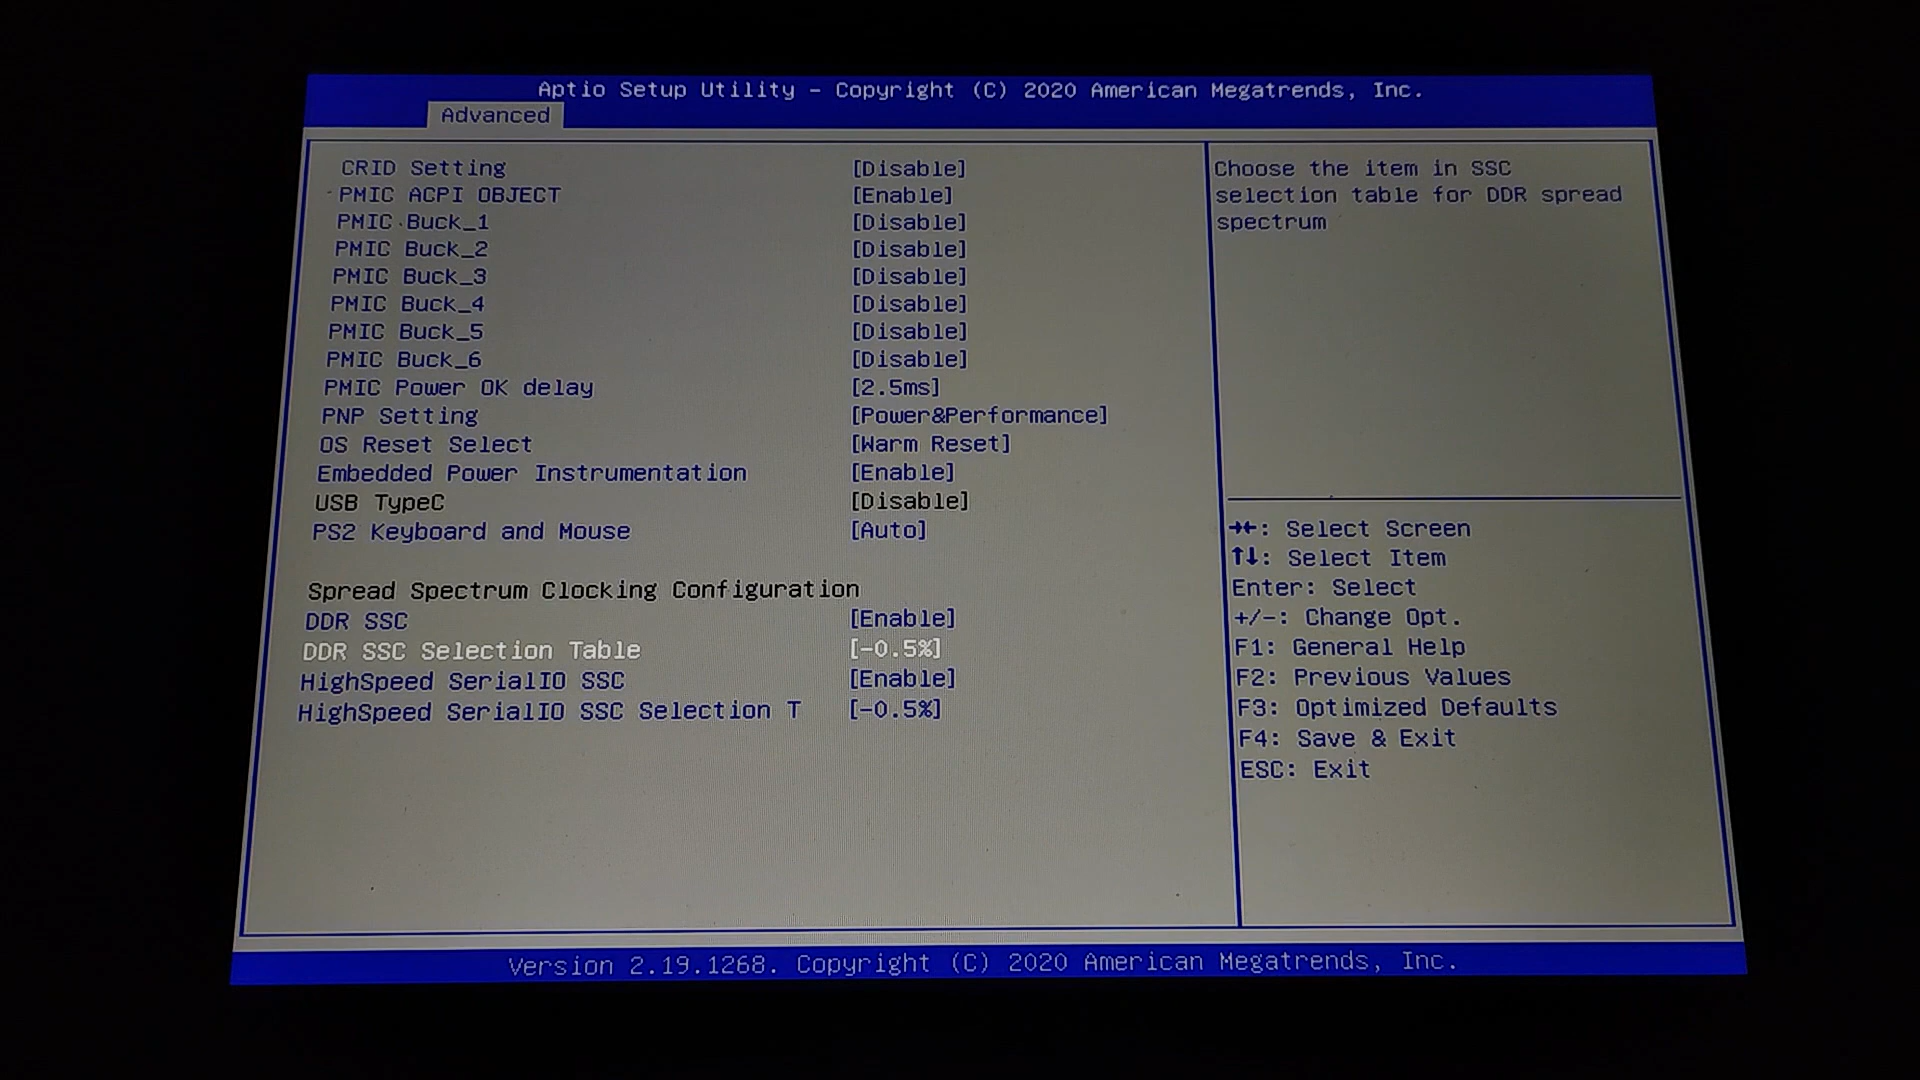 Aptio Setup Utility – Copyright (C) 2020 American Megatrends, Inc.
Advanced
CRID Setting [Disable]
PMIC ACPI OBJECT [Enable]
PMIC Buck_1 [Disable]
PMIC Buck_2 [Disable]
PMIC Buck_3 [Disable]
PMIC Buck_4 [Disable]
PMIC Buck_5 [Disable]
PMIC Buck_6 [Disable]
PMIC Power OK delay [2.5ms]
PNP Setting [Power&Performance]
OS Reset Select [Warm Reset]
Embedded Power Instrumentation [Enable]
USB TypeC [Disable]
PS2 Keyboard and Mouse [Auto]
Spread Spectrum Clocking Configuration
DDR SSC [Enable]
DDR SSC Selection Table [-0.5%]
HighSpeed SerialIO SSC [Enable]
HighSpeed SerialIO SSC Selection T [-0.5%]
Choose the item in SSC
selection table for DDR spread
spectrum
→←: Select Screen
↑↓: Select Item
Enter: Select
+/-: Change Opt.
F1: General Help
F2: Previous Values
F3: Optimized Defaults
F4: Save & Exit
ESC: Exit
Version 2.19.1268. Copyright (C) 2020 American Megatrends, Inc.